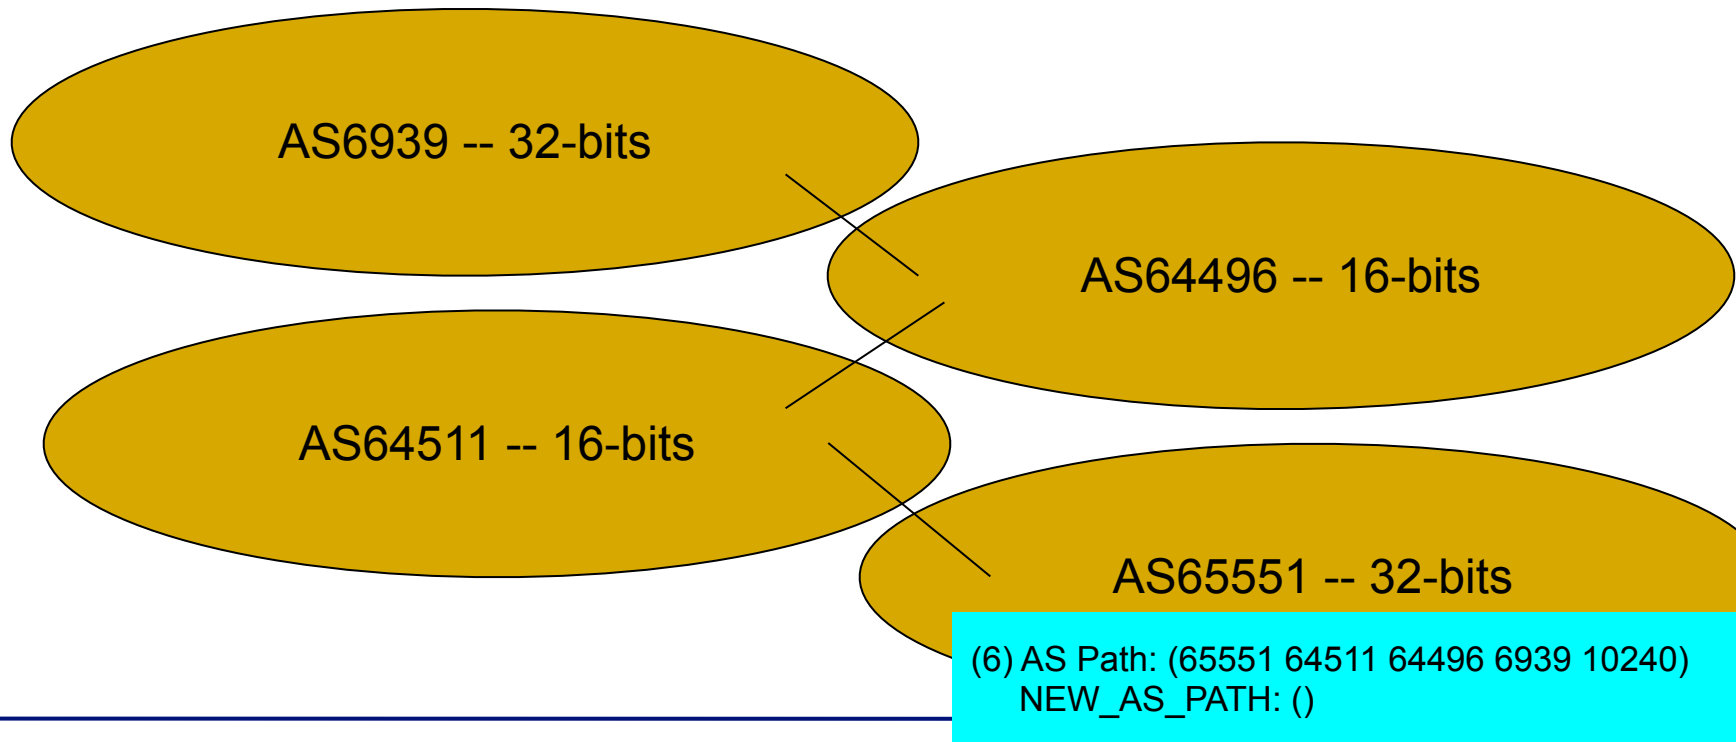 AS6939 -- 32-bits
AS64496 -- 16-bits
AS64511 -- 16-bits
AS65551 -- 32-bits
(6) AS Path: (65551 64511 64496 6939 10240)
NEW_AS_PATH: ()